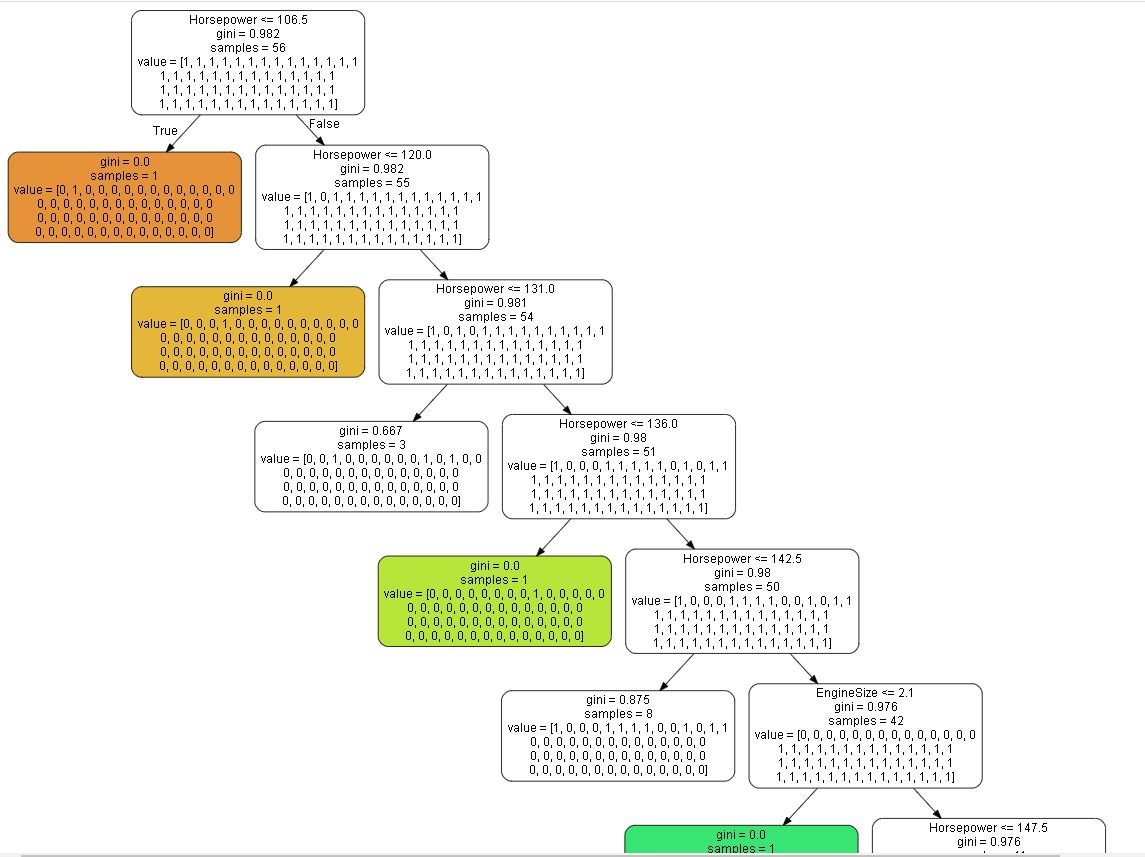 Horsepower <= 106.5
gini = 0.982
samples = 56
value = [1, 1, 1, 1, 1, 1, 1, 1, 1, 1, 1, 1, 1, 1
1, 1, 1, 1, 1, 1, 1, 1, 1, 1, 1, 1, 1, 1
1, 1, 1, 1, 1, 1, 1, 1, 1, 1, 1, 1, 1, 1
1, 1, 1, 1, 1, 1, 1, 1, 1, 1, 1, 1, 1, 1]
True
False
gini = 0.0
samples = 1
value = [0, 1, 0, 0, 0, 0, 0, 0, 0, 0, 0, 0, 0, 0
0, 0, 0, 0, 0, 0, 0, 0, 0, 0, 0, 0, 0, 0
0, 0, 0, 0, 0, 0, 0, 0, 0, 0, 0, 0, 0, 0
0, 0, 0, 0, 0, 0, 0, 0, 0, 0, 0, 0, 0, 0]
Horsepower <= 120.0
gini = 0.982
samples = 55
value = [1, 0, 1, 1, 1, 1, 1, 1, 1, 1, 1, 1, 1, 1
1, 1, 1, 1, 1, 1, 1, 1, 1, 1, 1, 1, 1, 1
1, 1, 1, 1, 1, 1, 1, 1, 1, 1, 1, 1, 1, 1
1, 1, 1, 1, 1, 1, 1, 1, 1, 1, 1, 1, 1, 1]
gini = 0.0
samples = 1
value = [0, 0, 0, 1, 0, 0, 0, 0, 0, 0, 0, 0, 0, 0
0, 0, 0, 0, 0, 0, 0, 0, 0, 0, 0, 0, 0, 0
0, 0, 0, 0, 0, 0, 0, 0, 0, 0, 0, 0, 0, 0
0, 0, 0, 0, 0, 0, 0, 0, 0, 0, 0, 0, 0, 0]
Horsepower <= 131.0
gini = 0.981
samples = 54
value = [1, 0, 1, 0, 1, 1, 1, 1, 1, 1, 1, 1, 1, 1
1, 1, 1, 1, 1, 1, 1, 1, 1, 1, 1, 1, 1, 1
1, 1, 1, 1, 1, 1, 1, 1, 1, 1, 1, 1, 1, 1
1, 1, 1, 1, 1, 1, 1, 1, 1, 1, 1, 1, 1, 1]
gini = 0.667
samples = 3
value = [0, 0, 1, 0, 0, 0, 0, 0, 0, 1, 0, 1, 0, 0
0, 0, 0, 0, 0, 0, 0, 0, 0, 0, 0, 0, 0, 0
0, 0, 0, 0, 0, 0, 0, 0, 0, 0, 0, 0, 0, 0
0, 0, 0, 0, 0, 0, 0, 0, 0, 0, 0, 0, 0, 0]
Horsepower <= 136.0
gini = 0.98
samples = 51
value = [1, 0, 0, 0, 1, 1, 1, 1, 1, 0, 1, 0, 1, 1
1, 1, 1, 1, 1, 1, 1, 1, 1, 1, 1, 1, 1, 1
1, 1, 1, 1, 1, 1, 1, 1, 1, 1, 1, 1, 1, 1
1, 1, 1, 1, 1, 1, 1, 1, 1, 1, 1, 1, 1, 1]
gini = 0.0
samples = 1
value = [0, 0, 0, 0, 0, 0, 0, 0, 1, 0, 0, 0, 0, 0
0, 0, 0, 0, 0, 0, 0, 0, 0, 0, 0, 0, 0, 0
0, 0, 0, 0, 0, 0, 0, 0, 0, 0, 0, 0, 0, 0
0, 0, 0, 0, 0, 0, 0, 0, 0, 0, 0, 0, 0, 0]
Horsepower <= 142.5
gini = 0.98
samples = 50
value = [1, 0, 0, 0, 1, 1, 1, 1, 0, 0, 1, 0, 1, 1
1, 1, 1, 1, 1, 1, 1, 1, 1, 1, 1, 1, 1, 1
1, 1, 1, 1, 1, 1, 1, 1, 1, 1, 1, 1, 1, 1
1, 1, 1, 1, 1, 1, 1, 1, 1, 1, 1, 1, 1, 1]
gini = 0.875
samples = 8
value = [1, 0, 0, 0, 1, 1, 1, 1, 0, 0, 1, 0, 1, 1
0, 0, 0, 0, 0, 0, 0, 0, 0, 0, 0, 0, 0, 0
0, 0, 0, 0, 0, 0, 0, 0, 0, 0, 0, 0, 0, 0
0, 0, 0, 0, 0, 0, 0, 0, 0, 0, 0, 0, 0, 0]
EngineSize <= 2.1
gini = 0.976
samples = 42
value = [0, 0, 0, 0, 0, 0, 0, 0, 0, 0, 0, 0, 0, 0
1, 1, 1, 1, 1, 1, 1, 1, 1, 1, 1, 1, 1, 1
1, 1, 1, 1, 1, 1, 1, 1, 1, 1, 1, 1, 1, 1
1, 1, 1, 1, 1, 1, 1, 1, 1, 1, 1, 1, 1, 1]
gini = 0.0
samples = 1
Horsepower <= 147.5
gini = 0.976